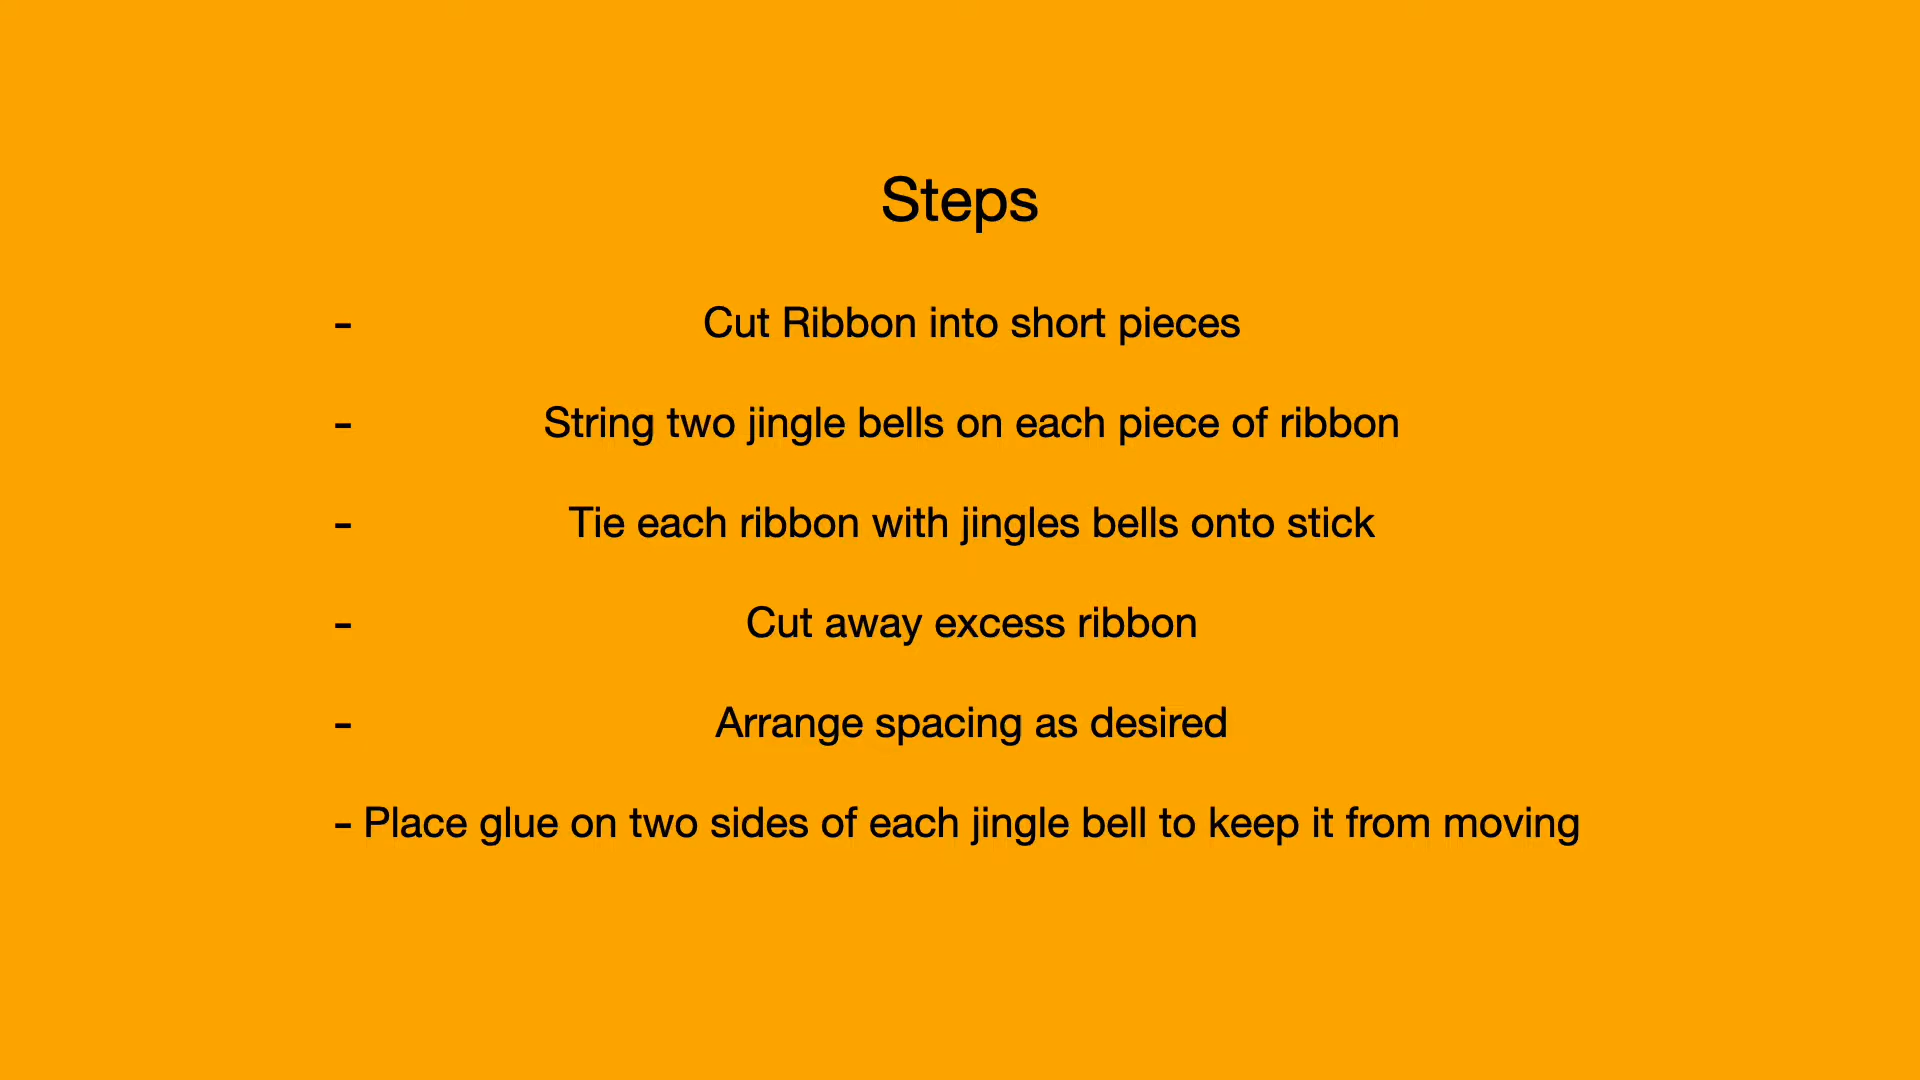 Steps
- Cut Ribbon into short pieces
- String two jingle bells on each piece of ribbon
- Tie each ribbon with jingles bells onto stick
- Cut away excess ribbon
- Arrange spacing as desired
- Place glue on two sides of each jingle bell to keep it from moving